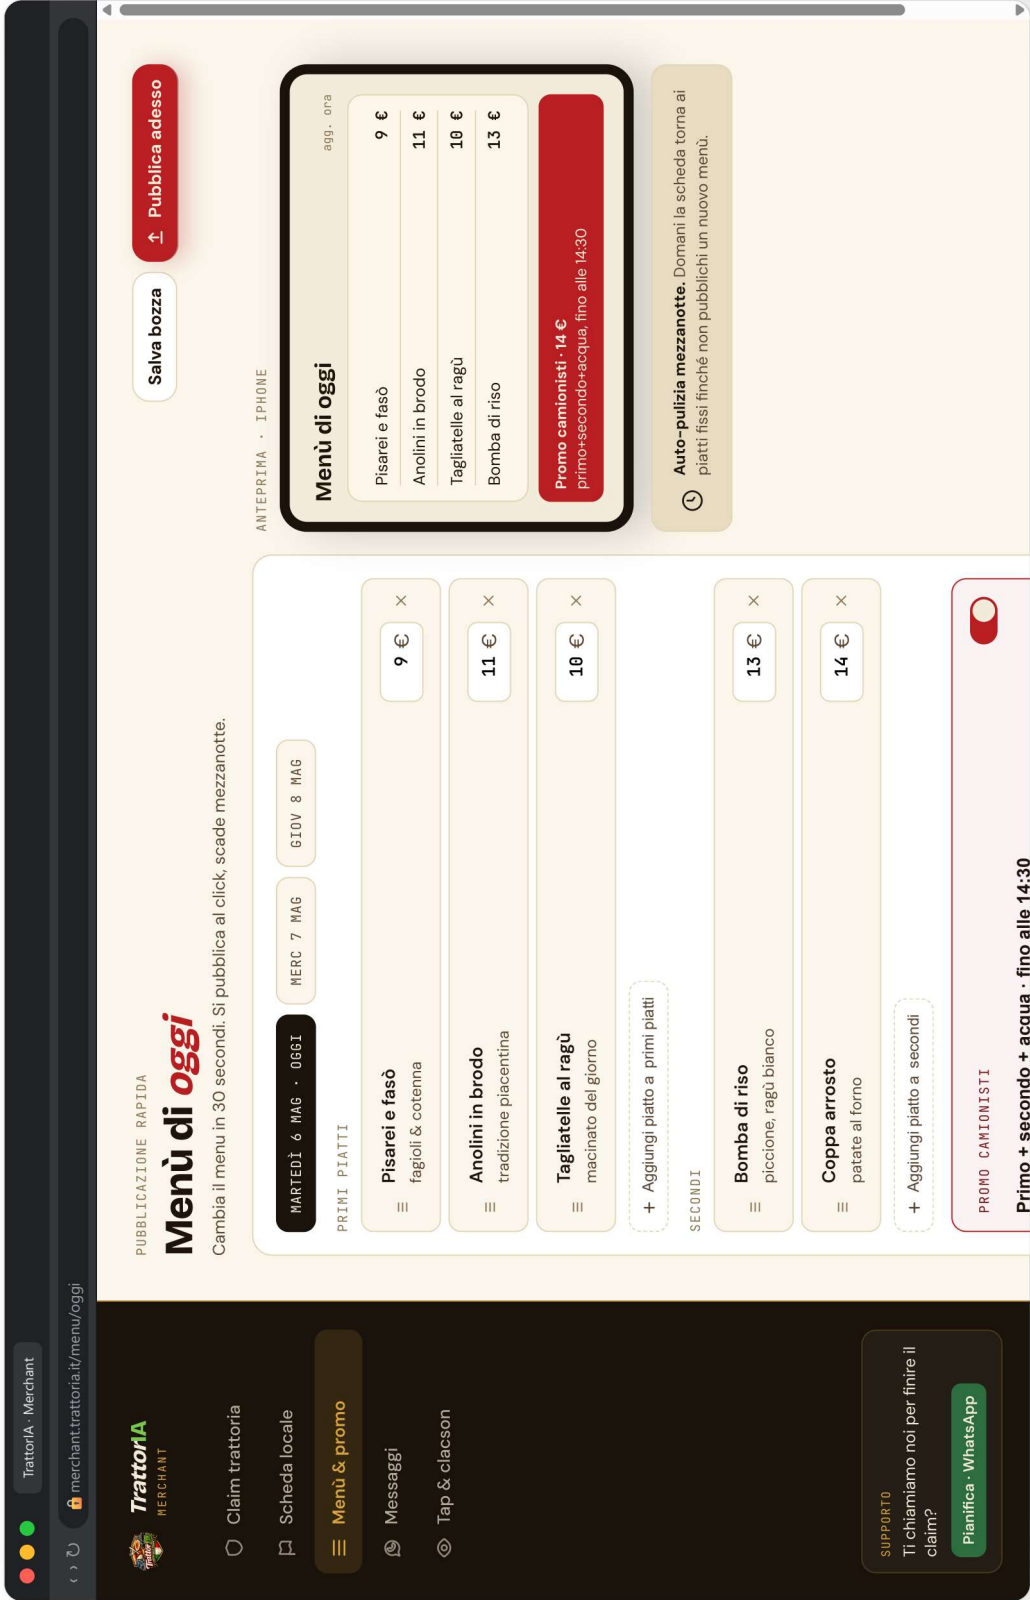 TrattorIA · Merchant
merchant.trattoria.it/menu/oggi
TrattorIA
MERCHANT
Claim trattoria
Scheda locale
Menù & promo
Messaggi
Tap & clacson
SUPPORTO
Ti chiamiamo noi per finire il
claim?
Pianifica · WhatsApp
PUBBLICAZIONE RAPIDA
Menù di oggi
Cambia il menu in 30 secondi. Si pubblica al click, scade mezzanotte.
Salva bozza
Pubblica adesso
MARTEDÌ 6 MAG · OGGI
MERC 7 MAG
GIOV 8 MAG
PRIMI PIATTI
Pisarei e fasò
fagioli & cotenna
9 €
Anolini in brodo
tradizione piacentina
11 €
Tagliatelle al ragù
macinato del giorno
10 €
+ Aggiungi piatto a primi piatti
SECONDI
Bomba di riso
piccione, ragù bianco
13 €
Coppa arrosto
patate al forno
14 €
+ Aggiungi piatto a secondi
PROMO CAMIONISTI
Primo + secondo + acqua · fino alle 14:30
ANTEPRIMA · IPHONE
Menù di oggi
agg. ora
Pisarei e fasò 9 €
Anolini in brodo 11 €
Tagliatelle al ragù 10 €
Bomba di riso 13 €
Promo camionisti · 14 €
primo+secondo+acqua, fino alle 14:30
Auto-pulizia mezzanotte. Domani la scheda torna ai
piatti fissi finché non pubblichi un nuovo menù.